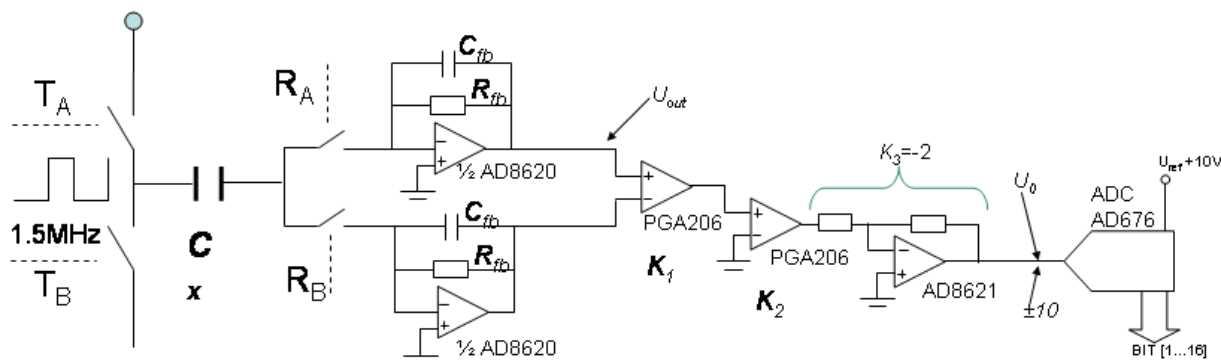 T_A
1.5MHz
T_B
C
x
R_A
R_B
C_fb
R_fb
½ AD8620
C_fb
R_fb
½ AD8620
U_out
PGA206
K_1
PGA206
K_2
K_3=-2
AD8621
U_0
±10
U_ref+10V
ADC
AD676
BIT [1...16]